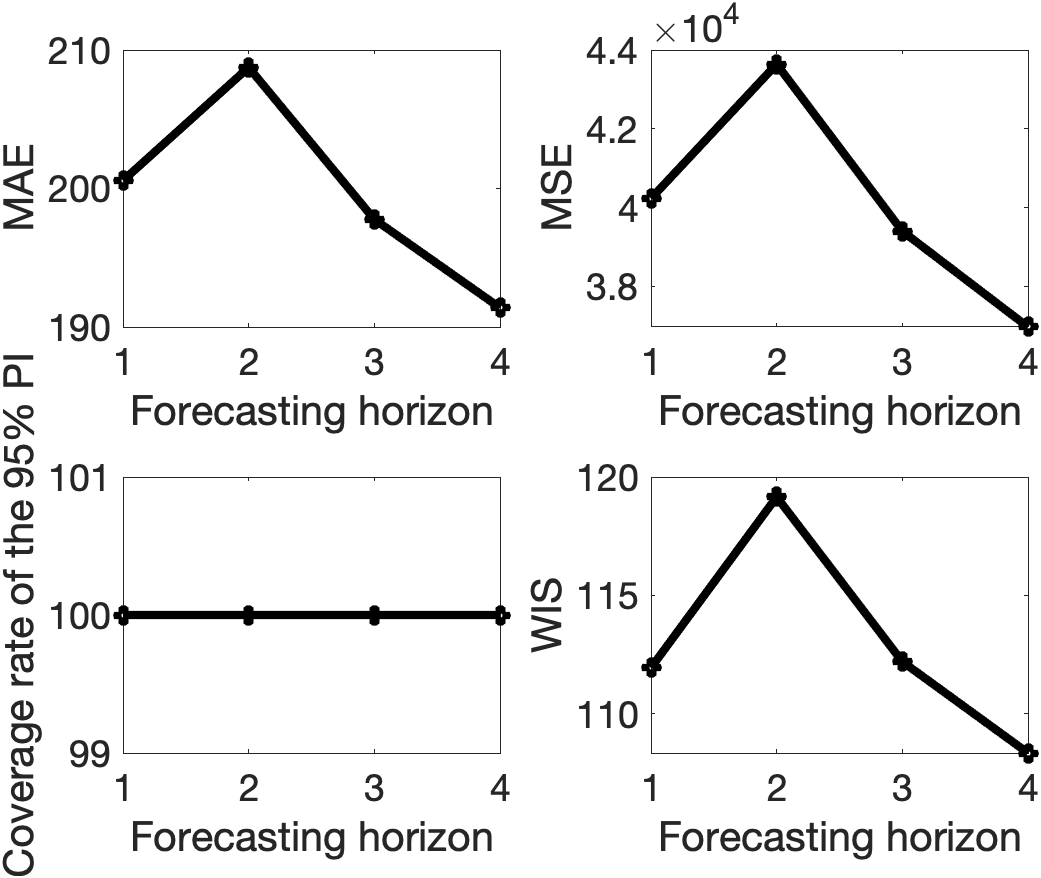 MAE
210
200
190
1 2 3 4
Forecasting horizon
×10⁴
MSE
4.4
4.2
4
3.8
1 2 3 4
Forecasting horizon
Coverage rate of the 95% PI
101
100
99
1 2 3 4
Forecasting horizon
WIS
120
115
110
1 2 3 4
Forecasting horizon